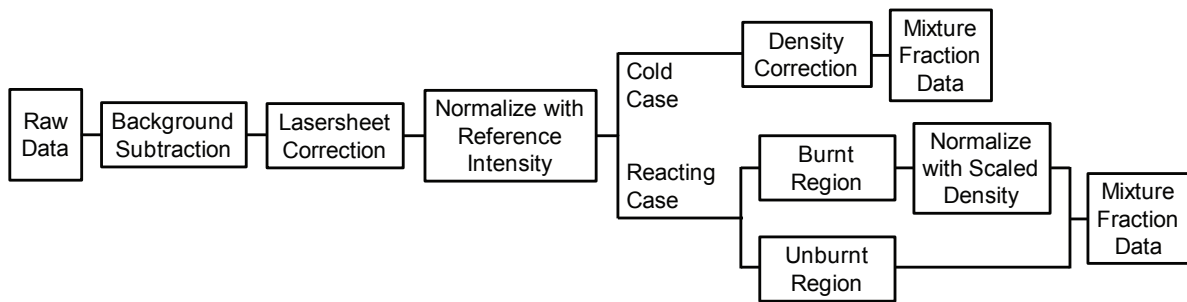 Raw
Data
Background
Subtraction
Lasersheet
Correction
Normalize with
Reference
Intensity
Cold
Case
Density
Correction
Mixture
Fraction
Data
Reacting
Case
Burnt
Region
Normalize
with Scaled
Density
Unburnt
Region
Mixture
Fraction
Data